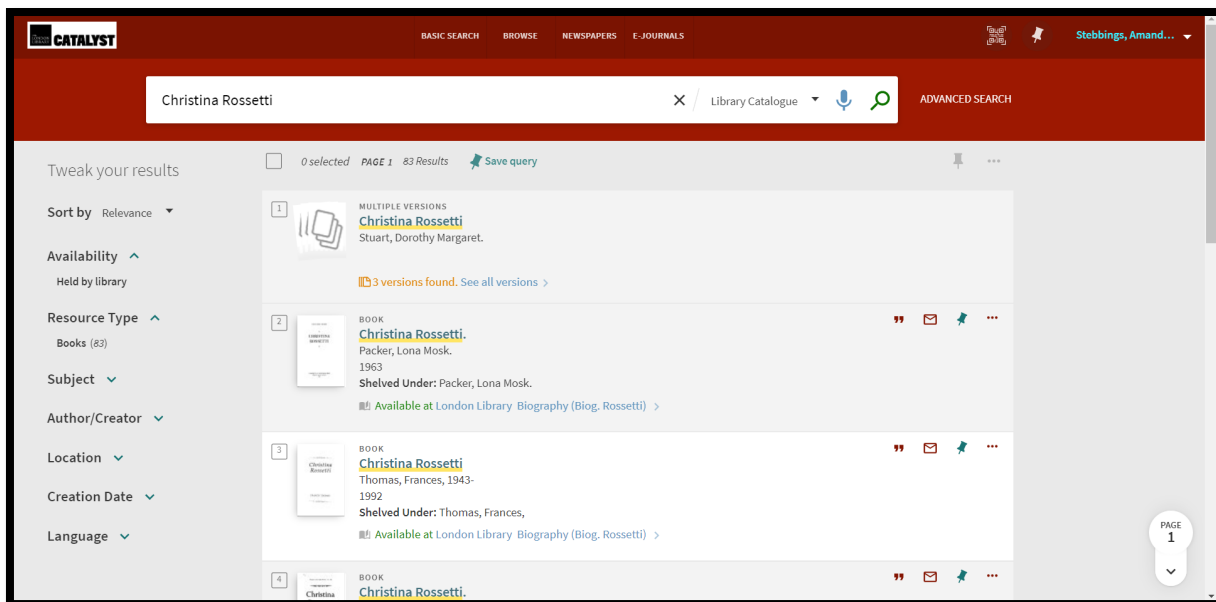 CATALYST
BASIC SEARCH BROWSE NEWSPAPERS E-JOURNALS
Stebbings, Amand...
Christina Rossetti
Library Catalogue
ADVANCED SEARCH
Tweak your results
Sort by Relevance
Availability
Held by library
Resource Type
Books (83)
Subject
Author/Creator
Location
Creation Date
Language
0 selected PAGE 1 83 Results Save query
1
MULTIPLE VERSIONS
Christina Rossetti
Stuart, Dorothy Margaret.
3 versions found. See all versions
2
BOOK
Christina Rossetti.
Packer, Lona Mosk.
1963
Shelved Under: Packer, Lona Mosk.
Available at London Library Biography (Biog. Rossetti)
3
Christina
Rossetti
BOOK
Christina Rossetti
Thomas, Frances, 1943-
1992
Shelved Under: Thomas, Frances,
Available at London Library Biography (Biog. Rossetti)
4
Christina
BOOK
Christina Rossetti.
PAGE
1